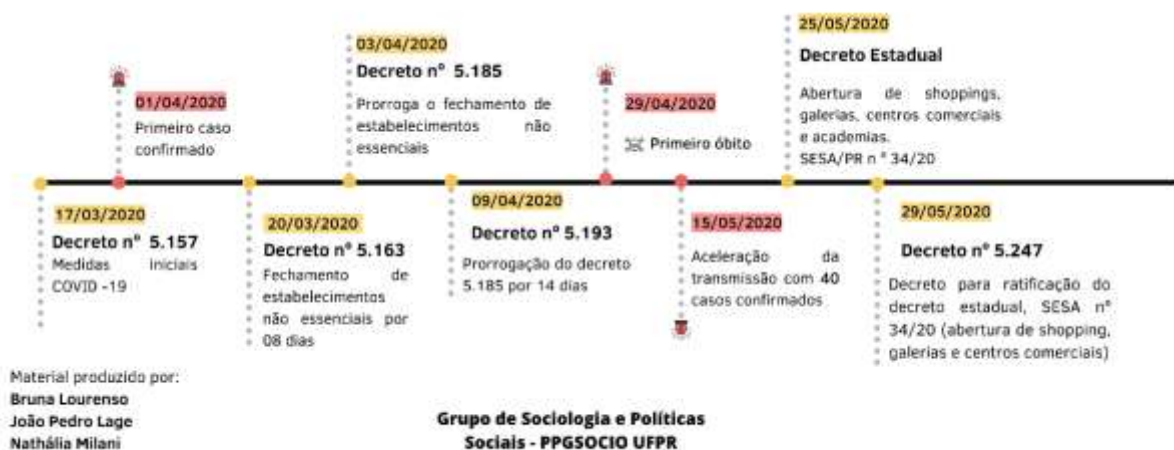 17/03/2020
Decreto nº 5.157
Medidas iniciais
COVID -19
01/04/2020
Primeiro caso
confirmado
20/03/2020
Decreto nº 5.163
Fechamento de
estabelecimentos
não essenciais por
08 dias
03/04/2020
Decreto nº 5.185
Prorroga o fechamento de
estabelecimentos não
essenciais
09/04/2020
Decreto nº 5.193
Prorrogação do decreto
5.185 por 14 dias
29/04/2020
Primeiro óbito
15/05/2020
Aceleração da
transmissão com 40
casos confirmados
25/05/2020
Decreto Estadual
Abertura de shoppings,
galerias, centros comerciais
e academias.
SESA/PR n º 34/20
29/05/2020
Decreto nº 5.247
Decreto para ratificação do
decreto estadual, SESA nº
34/20 (abertura de shopping,
galerias e centros comerciais)
Material produzido por:
Bruna Lourenso
João Pedro Lage
Nathália Milani
Grupo de Sociologia e Políticas
Sociais - PPGSOCIO UFPR